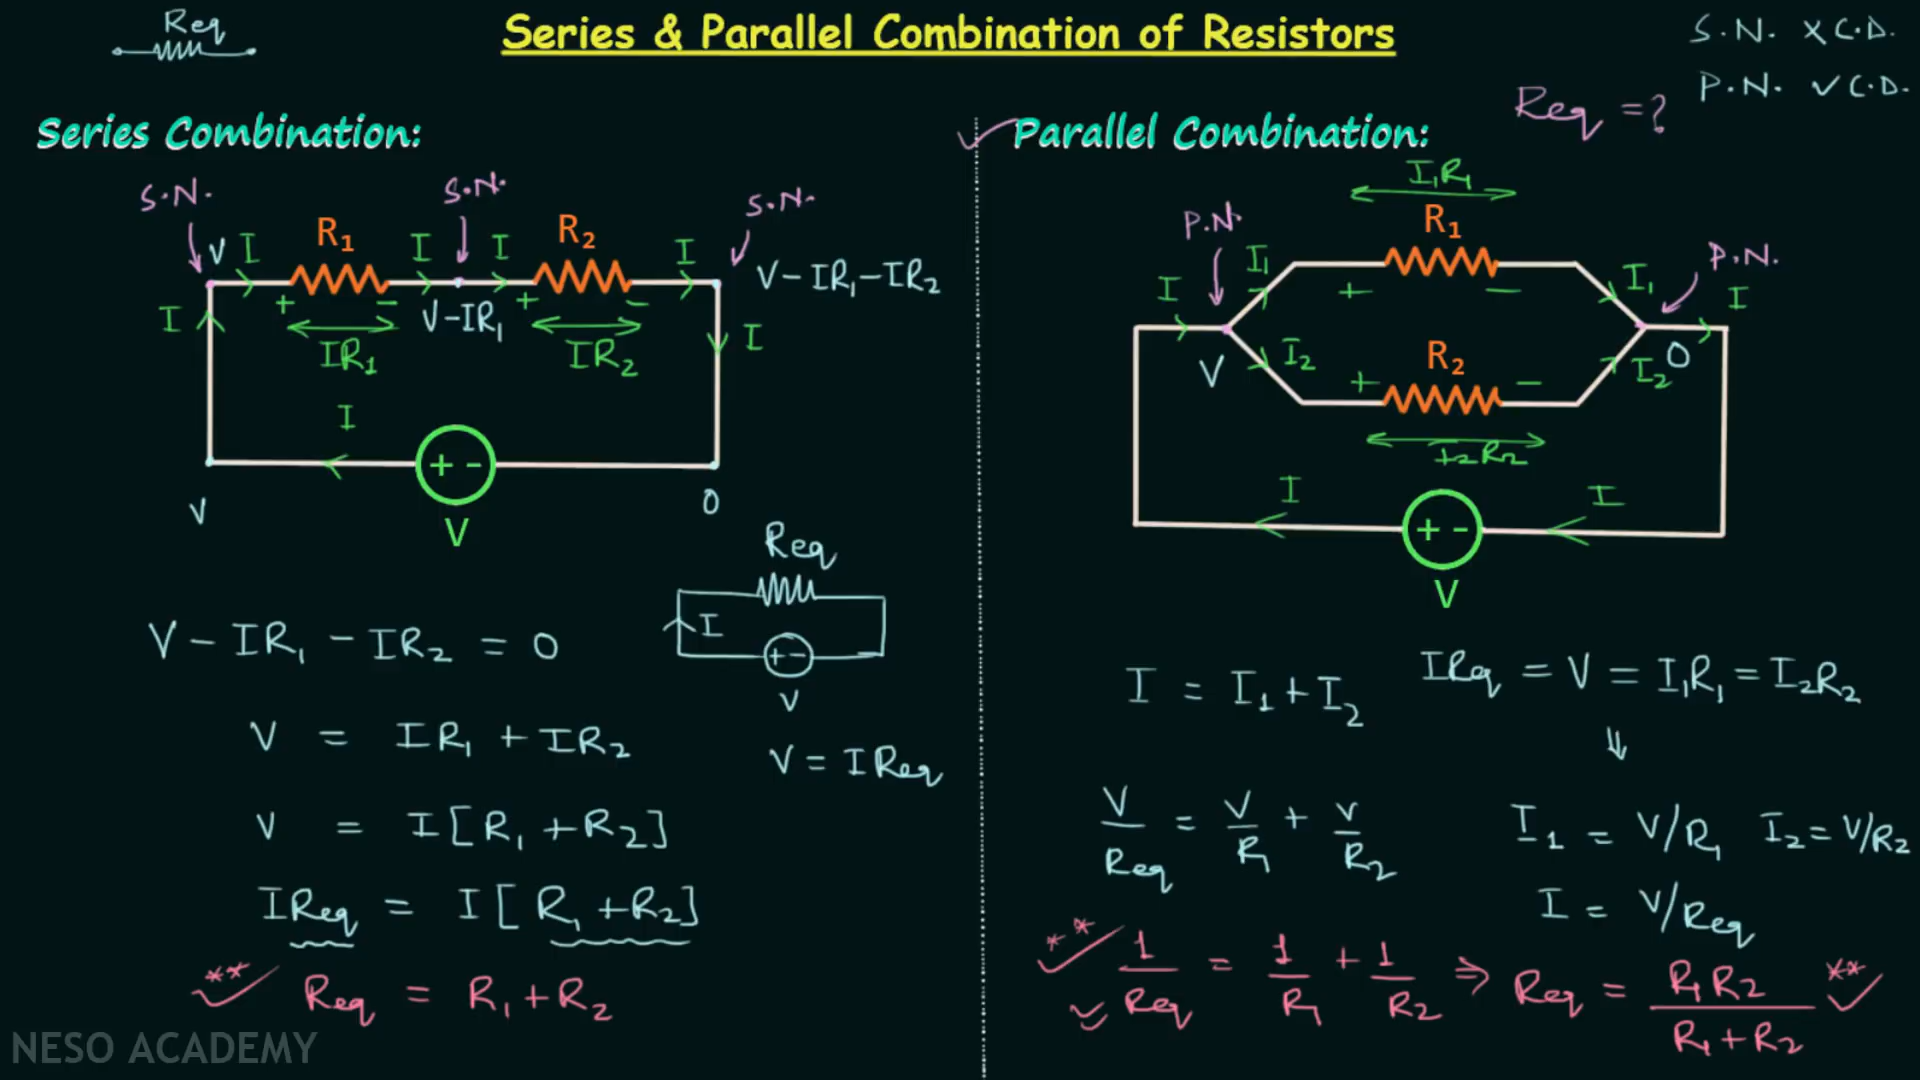 Req
Series & Parallel Combination of Resistors
S.N. × C.D.
P.N. ✓ C.D.
Req = ?
Series Combination:
S.N.
S.N.
S.N.
V I R₁ I I R₂ I
V - IR₁ - IR₂
I + - V-IR₁ + - I
IR₁ IR₂
I
+ -
V V 0
Req
I
+ -
V
V - IR₁ - IR₂ = 0
V = IR₁ + IR₂
V = IReq
V = I[R₁ + R₂]
IReq = I[R₁ + R₂]
** ✓ Req = R₁ + R₂
NESO ACADEMY
✓ Parallel Combination:
I₁R₁
R₁
P.N.
P.N.
I I₁ + - I₁ I
V I₂ R₂ I₂ 0
+ -
I₂R₂
I I
+ -
V
I = I₁ + I₂
IReq = V = I₁R₁ = I₂R₂
⇓
V/Req = V/R₁ + V/R₂
I₁ = V/R₁ I₂ = V/R₂
I = V/Req
** ✓ ✓ 1/Req = 1/R₁ + 1/R₂ ⇒ Req = R₁R₂/R₁+R₂ ** ✓